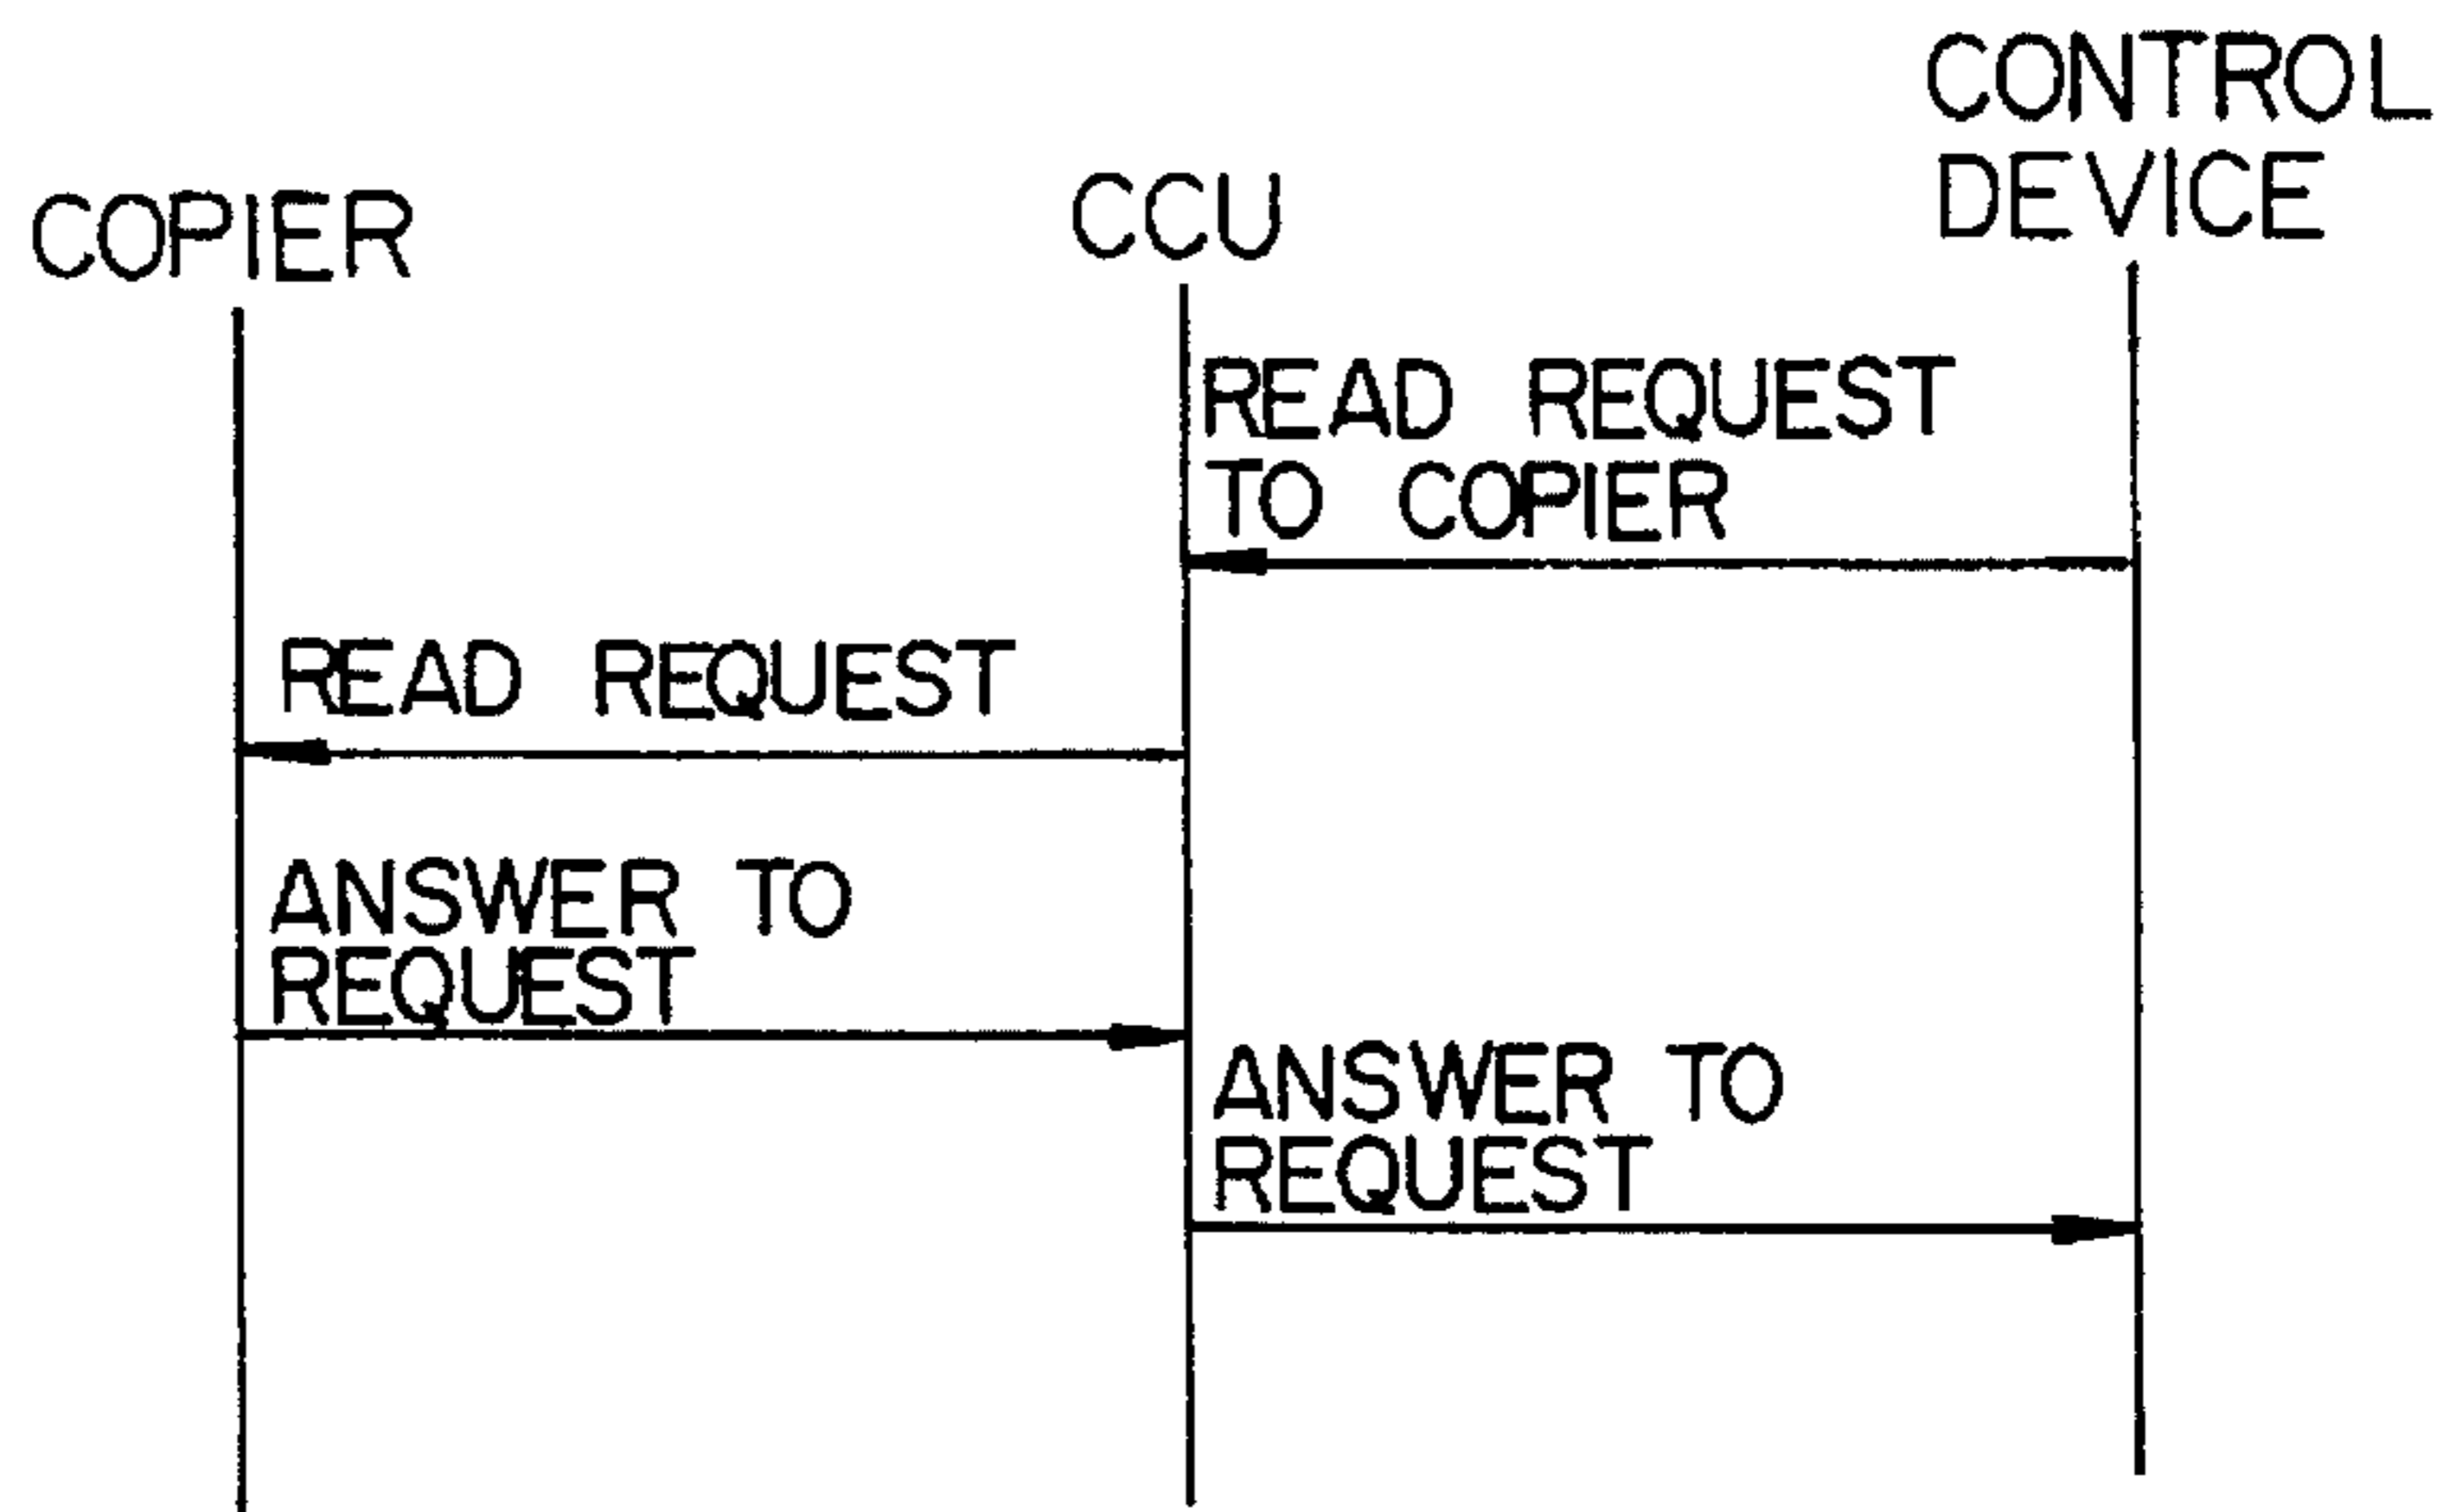 COPIER
CCU
CONTROL
DEVICE
READ REQUEST
TO COPIER
READ REQUEST
ANSWER TO
REQUEST
ANSWER TO
REQUEST